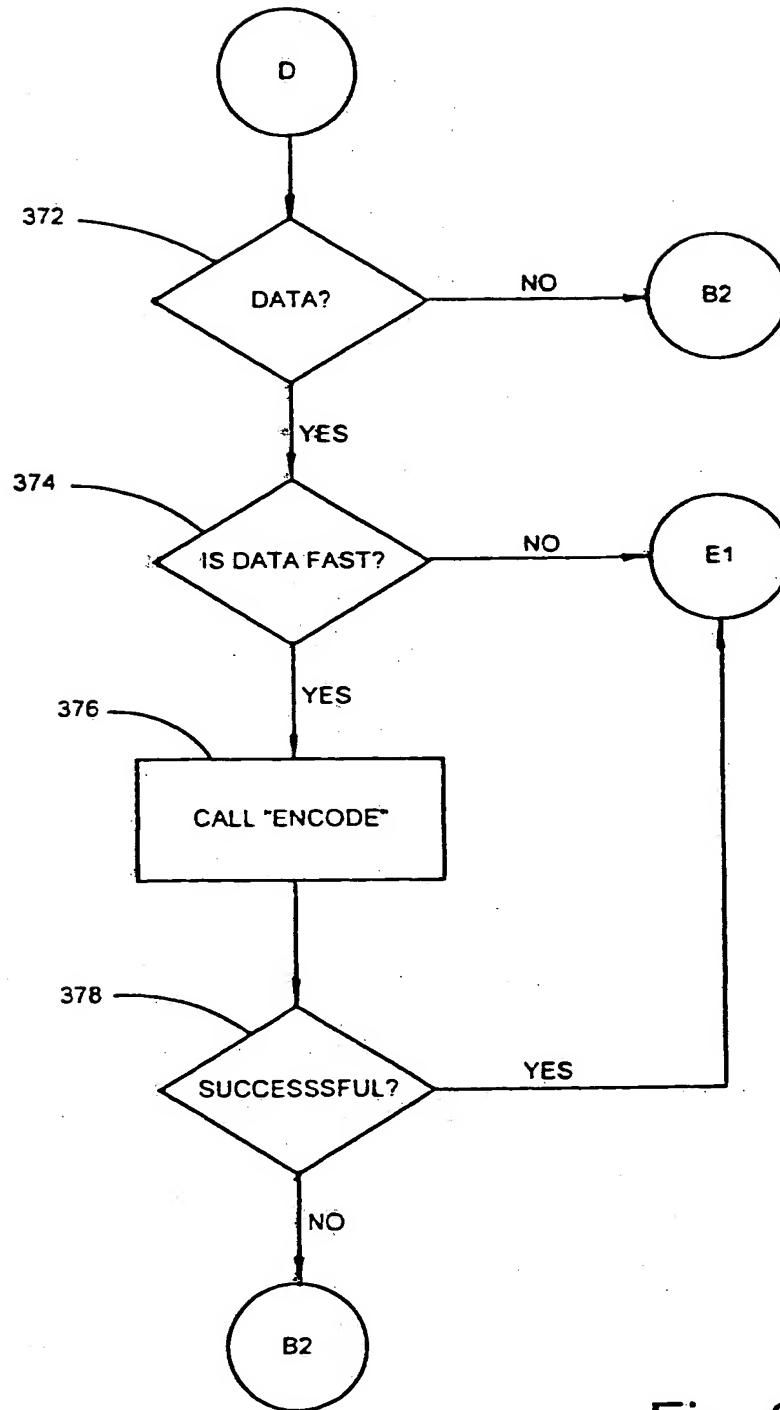 D
372
DATA?
NO
B2
YES
374
IS DATA FAST?
NO
E1
YES
376
CALL "ENCODE"
378
SUCCESSSFUL?
YES
NO
B2